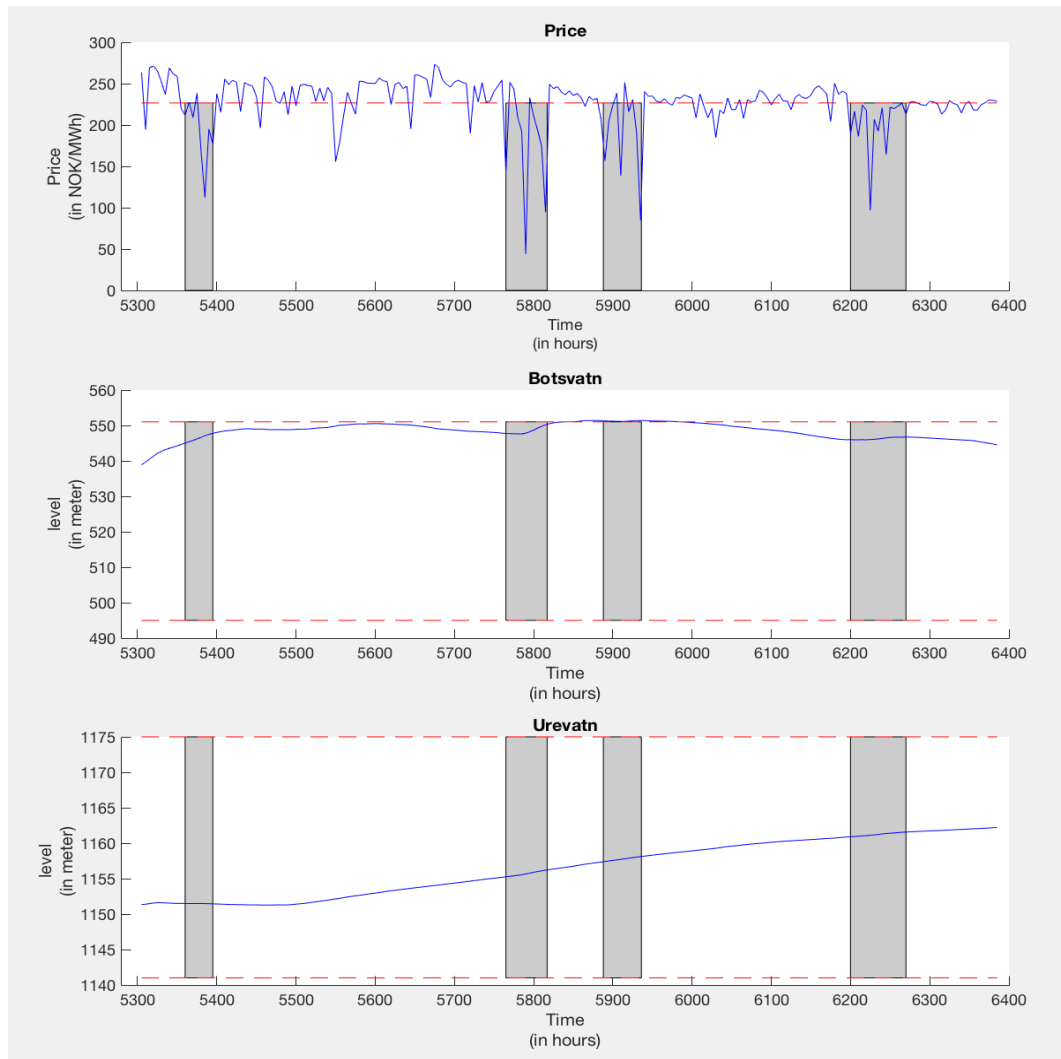 Price
300
250
200
150
100
50
0
Price
(in NOK/MWh)
5300 5400 5500 5600 5700 5800 5900 6000 6100 6200 6300 6400
Time
(in hours)
Botsvatn
560
550
540
530
520
510
500
490
level
(in meter)
5300 5400 5500 5600 5700 5800 5900 6000 6100 6200 6300 6400
Time
(in hours)
Urevatn
1175
1170
1165
1160
1155
1150
1145
1140
level
(in meter)
5300 5400 5500 5600 5700 5800 5900 6000 6100 6200 6300 6400
Time
(in hours)